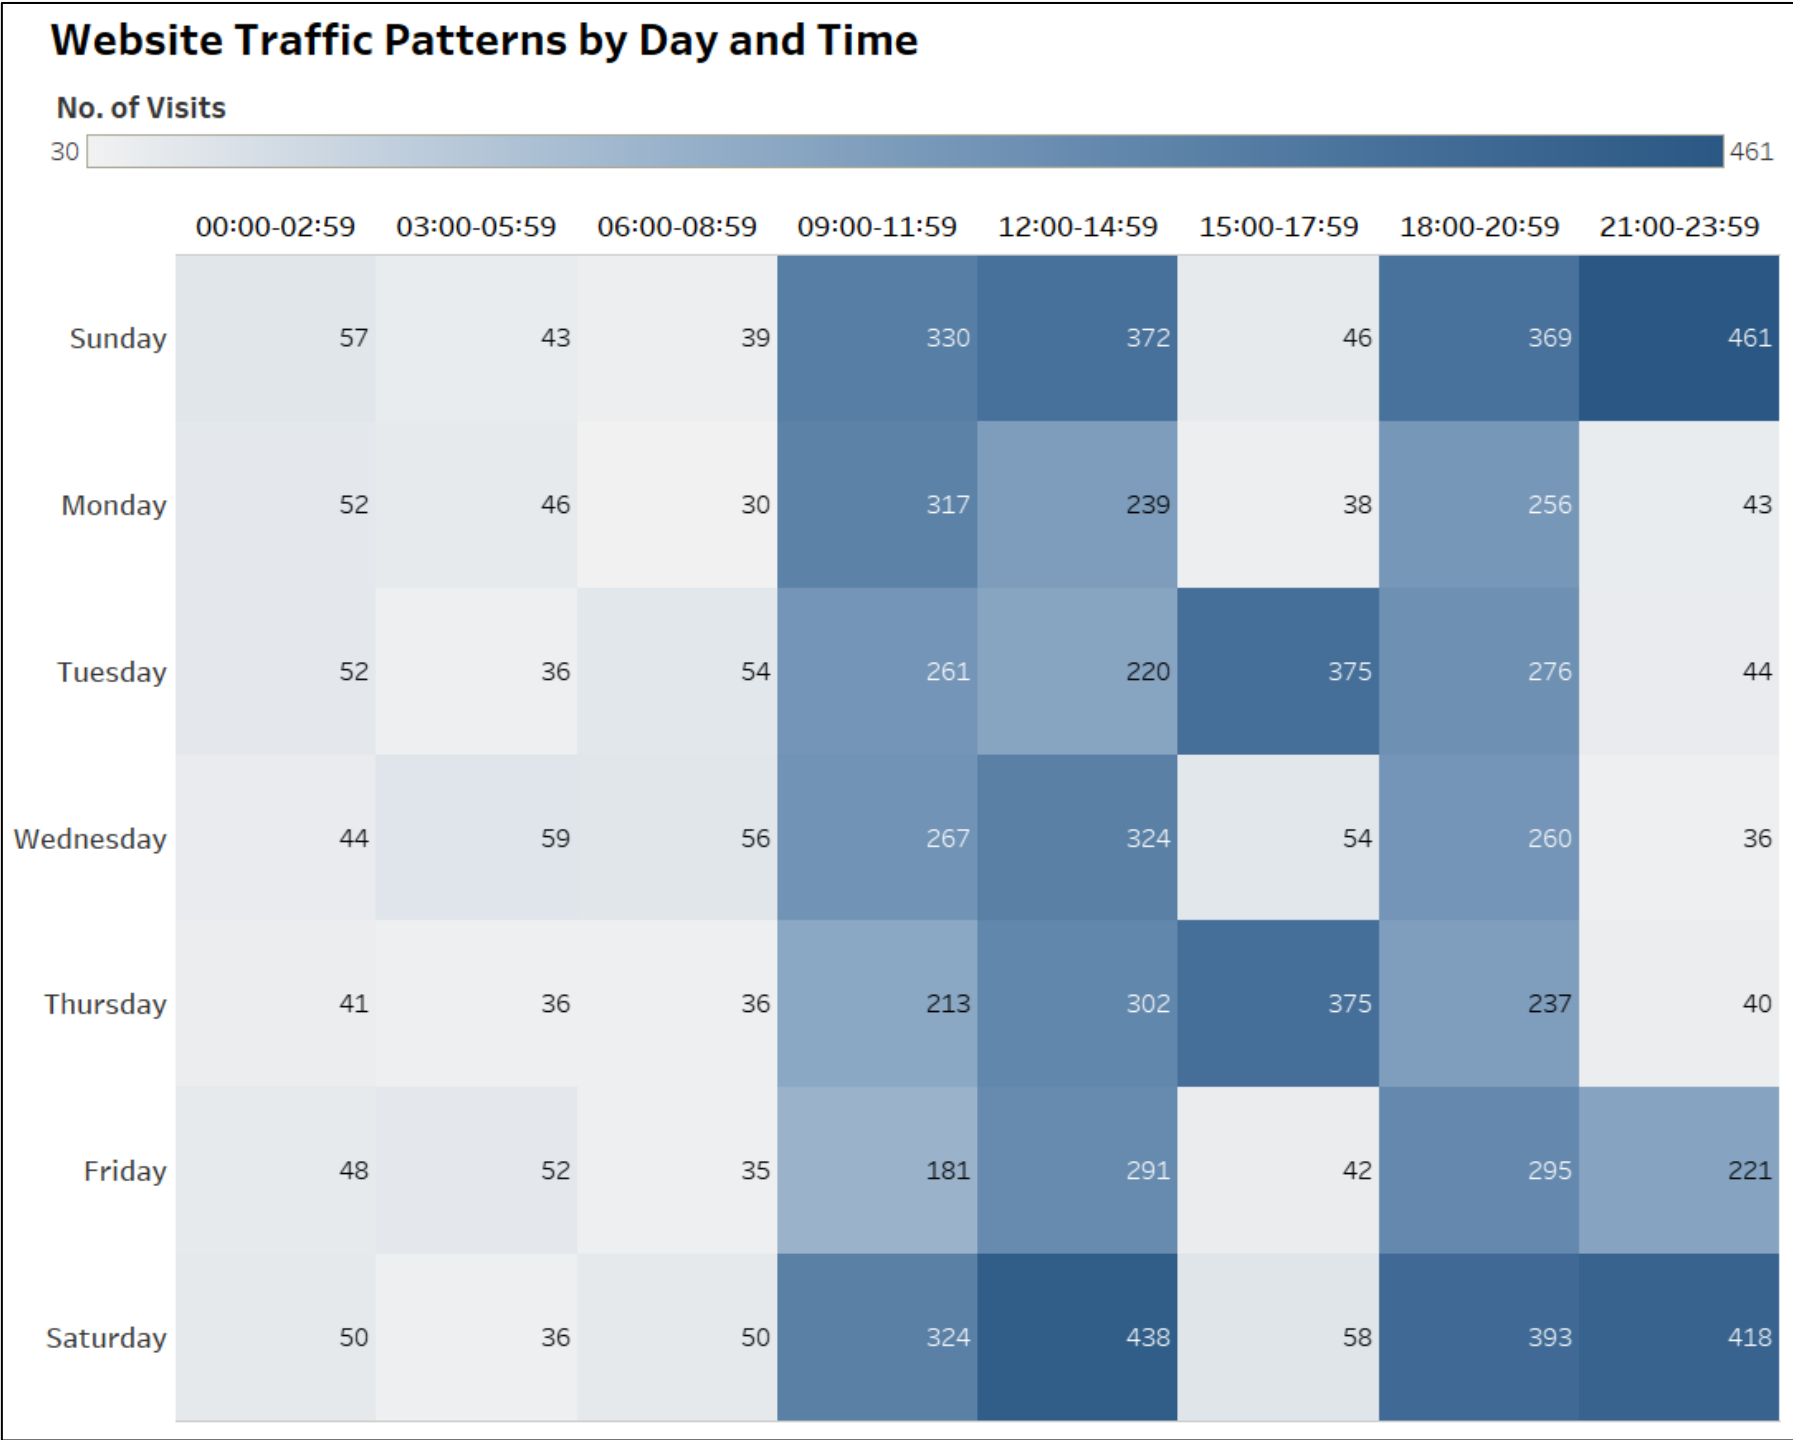 Website Traffic Patterns by Day and Time
No. of Visits
30 461
00:00-02:59 03:00-05:59 06:00-08:59 09:00-11:59 12:00-14:59 15:00-17:59 18:00-20:59 21:00-23:59
Sunday 57 43 39 330 372 46 369 461
Monday 52 46 30 317 239 38 256 43
Tuesday 52 36 54 261 220 375 276 44
Wednesday 44 59 56 267 324 54 260 36
Thursday 41 36 36 213 302 375 237 40
Friday 48 52 35 181 291 42 295 221
Saturday 50 36 50 324 438 58 393 418